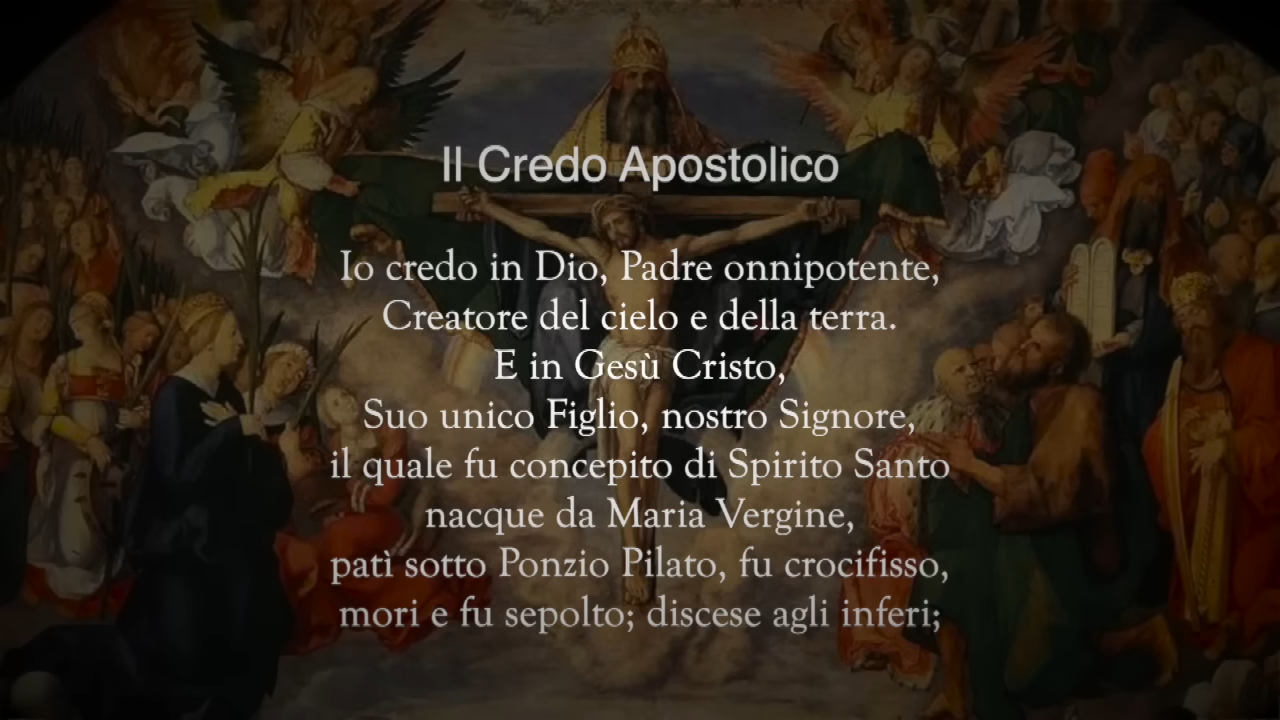 Il Credo Apostolico
Io credo in Dio, Padre onnipotente,
Creatore del cielo e della terra.
E in Gesù Cristo,
Suo unico Figlio, nostro Signore,
il quale fu concepito di Spirito Santo
nacque da Maria Vergine,
patì sotto Ponzio Pilato, fu crocifisso,
mori e fu sepolto; discese agli inferi;